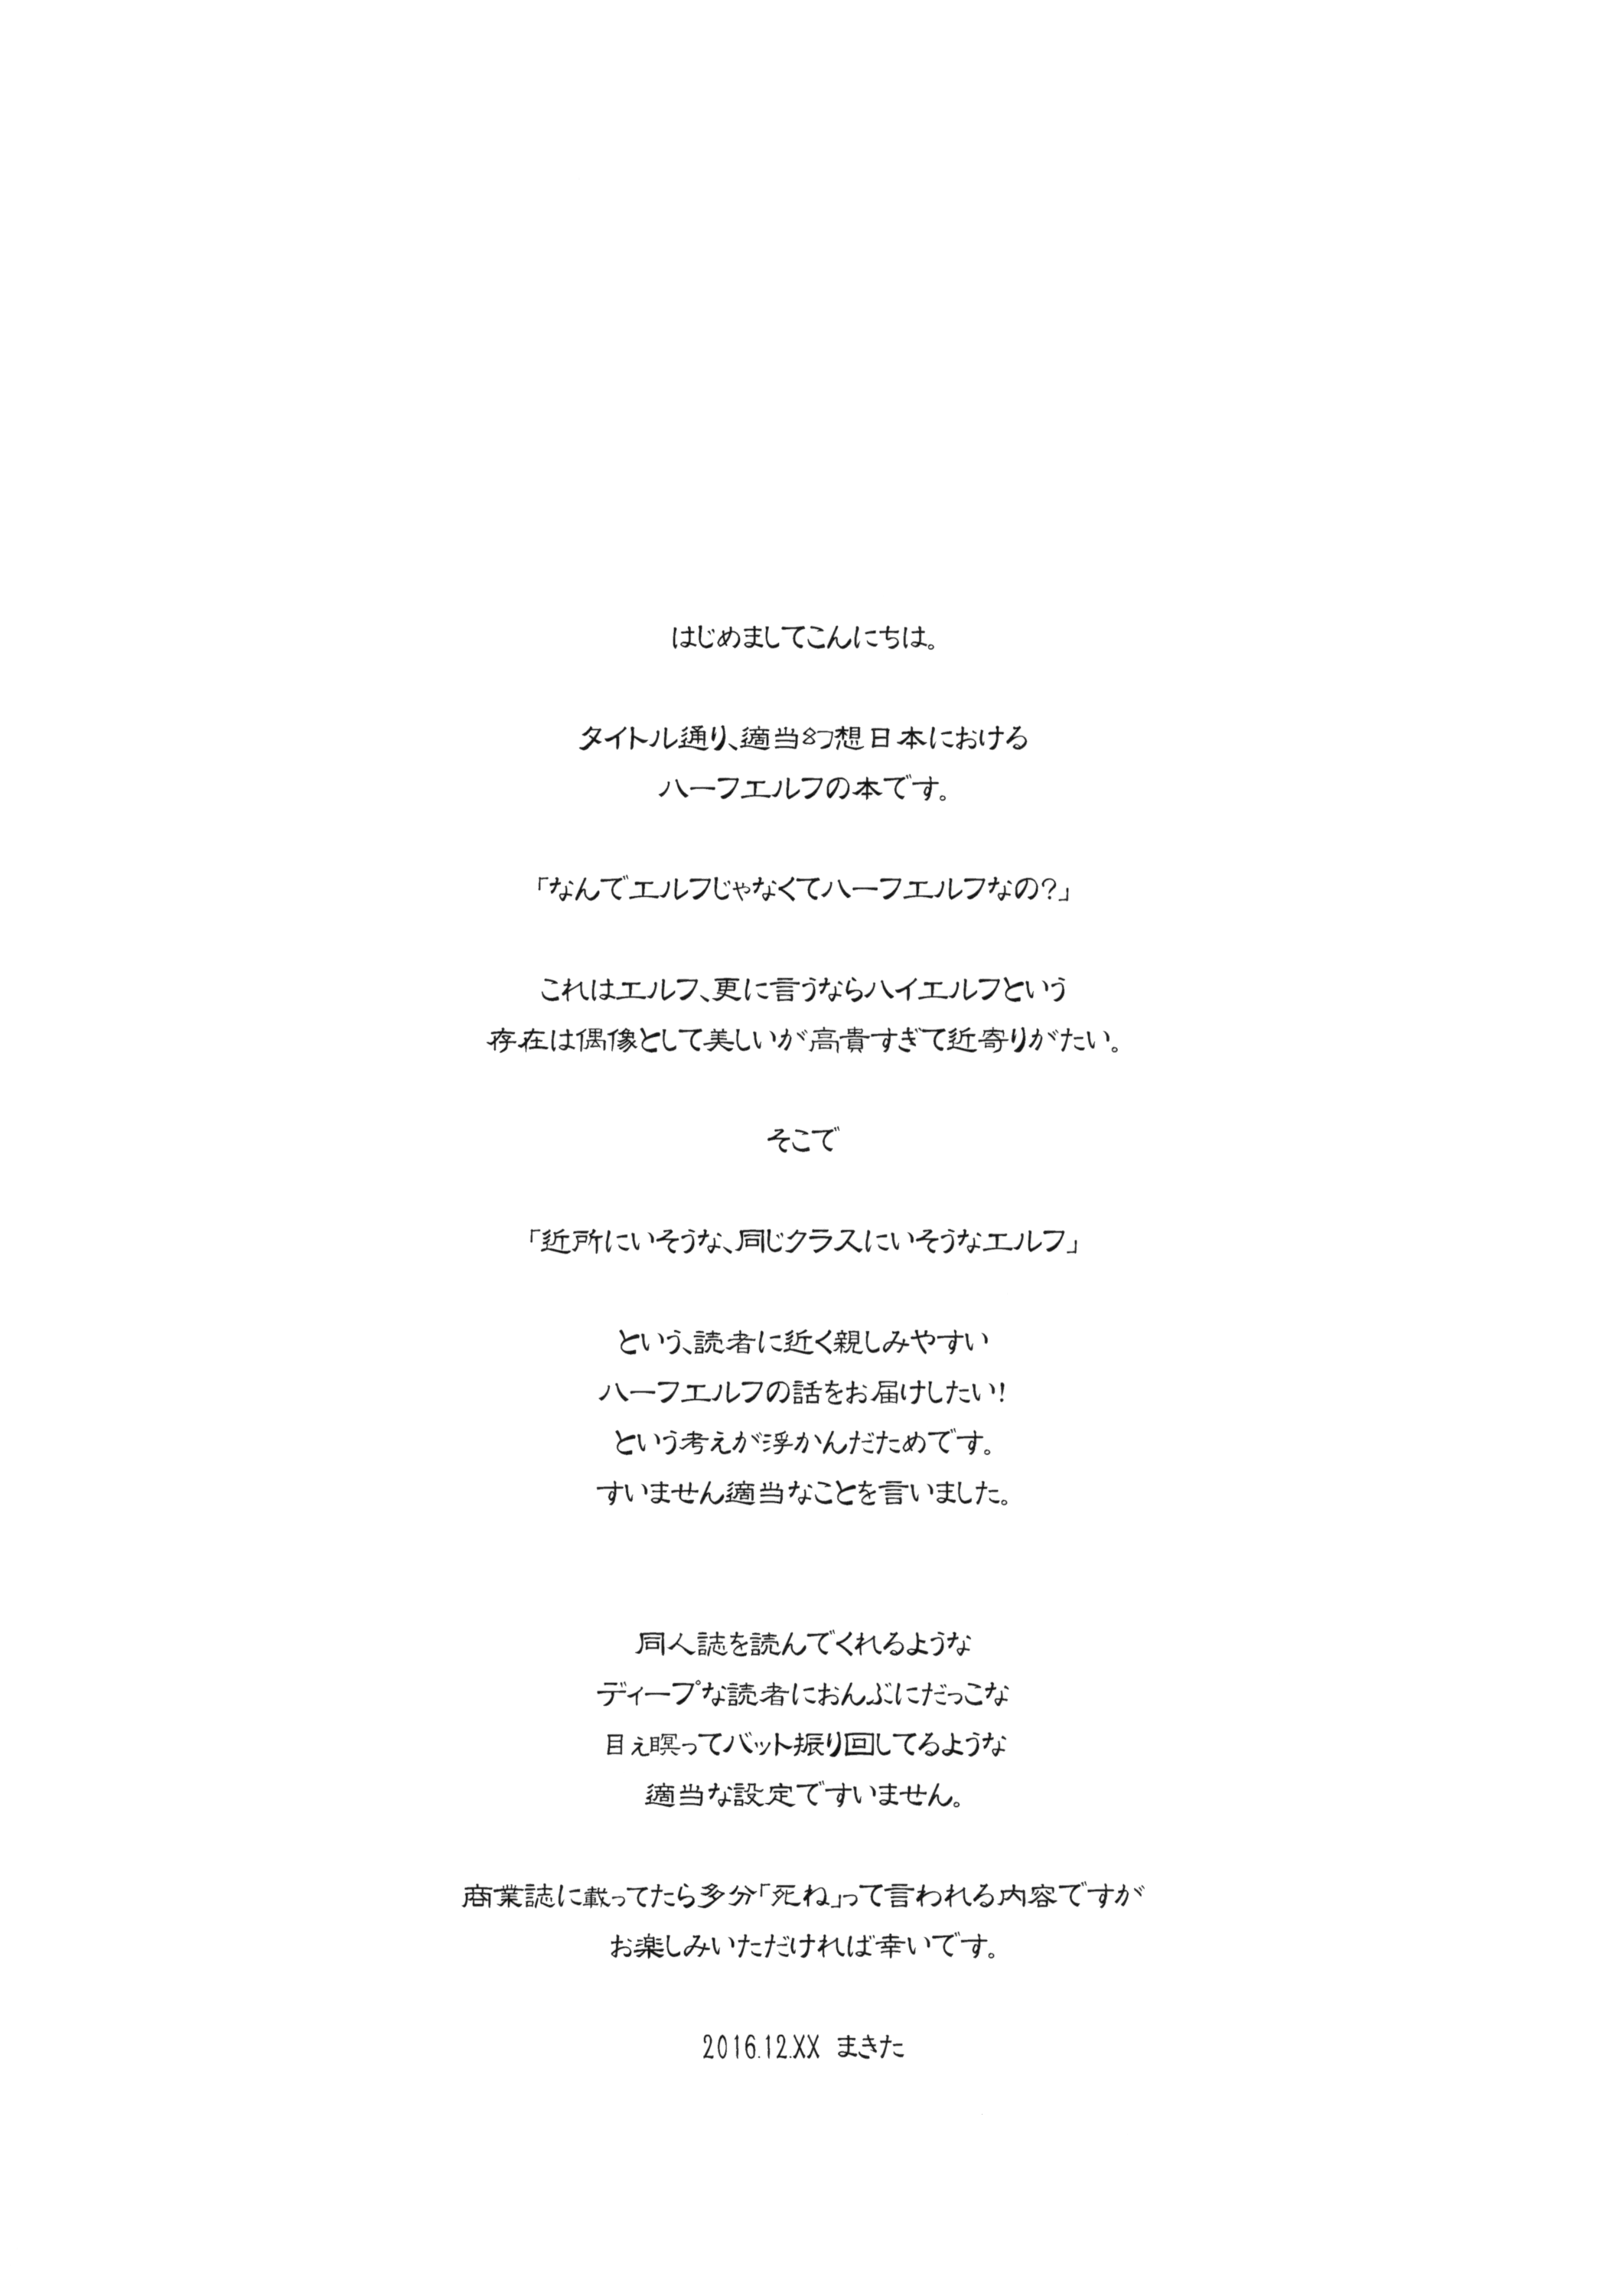 はじめましてこんにちは。
タイトル通り、適当幻想日本における
ハーフエルフの本です。
「なんでエルフじゃなくてハーフエルフなの?」
これはエルフ、更に言うならハイエルフという
存在は偶像として美しいが高貴すぎて近寄りがたい。
そこで
「近所にいそうな、同じクラスにいそうなエルフ」
という、読者に近く親しみやすい
ハーフエルフの話をお届けしたい!
という考えが浮かんだためです。
すいません適当なことを言いました。
同人誌を読んでくれるような
ディープな読者におんぶにだっこな
目ぇ瞑ってバット振り回してるような
適当な設定ですいません。
商業誌に載ってたら多分「死ね」って言われる内容ですが
お楽しみいただければ幸いです。
2016.12.XX まきた